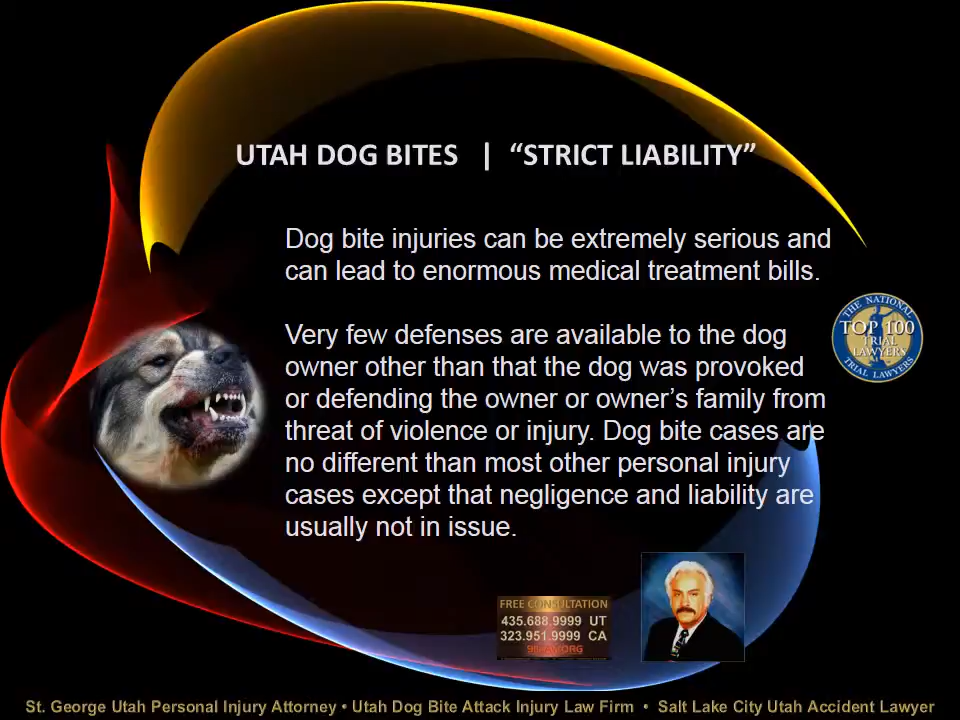 UTAH DOG BITES | “STRICT LIABILITY”
Dog bite injuries can be extremely serious and
can lead to enormous medical treatment bills.
Very few defenses are available to the dog
owner other than that the dog was provoked
or defending the owner or owner’s family from
threat of violence or injury. Dog bite cases are
no different than most other personal injury
cases except that negligence and liability are
usually not in issue.
THE NATIONAL
TOP 100
TRIAL
LAWYERS
TRIAL LAWYERS
FREE CONSULTATION
435.688.9999 UT
323.951.9999 CA
St. George Utah Personal Injury Attorney • Utah Dog Bite Attack Injury Law Firm • Salt Lake City Utah Accident Lawyer